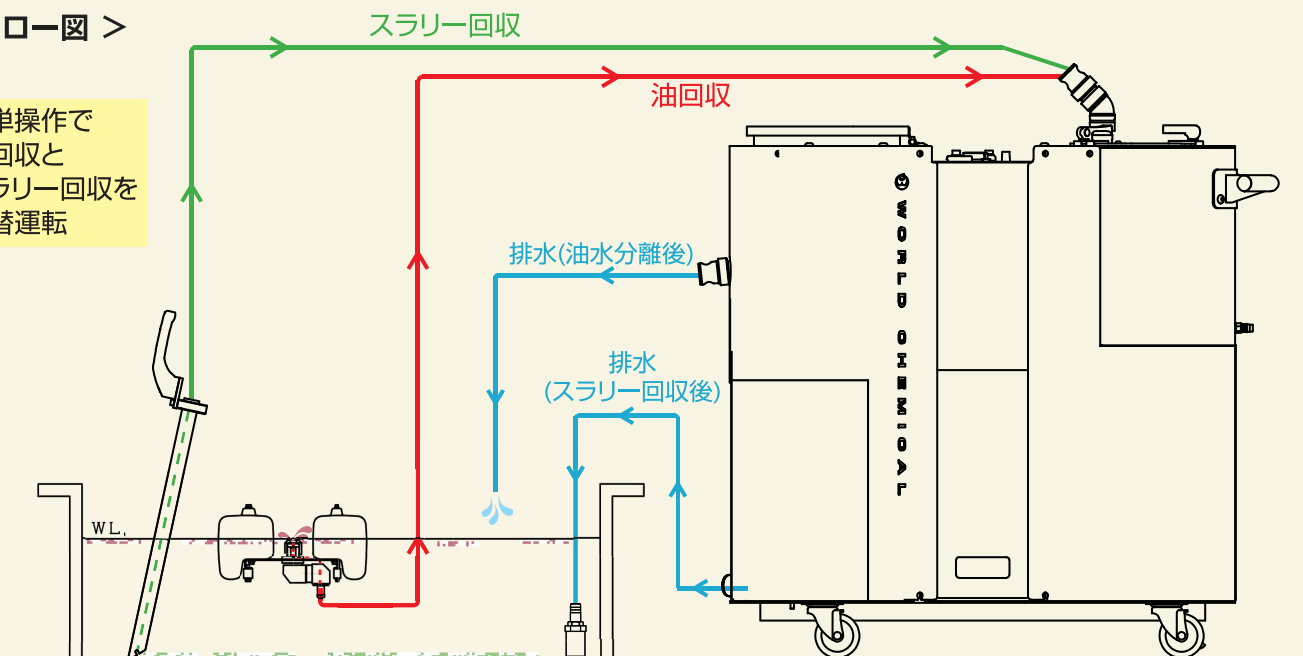 ロー図 >
スラリー回収
油回収
単操作で
回収と
ラリー回収を
替運転
排水(油水分離後)
排水
(スラリー回収後)
WORLD CHEMICAL
WL.